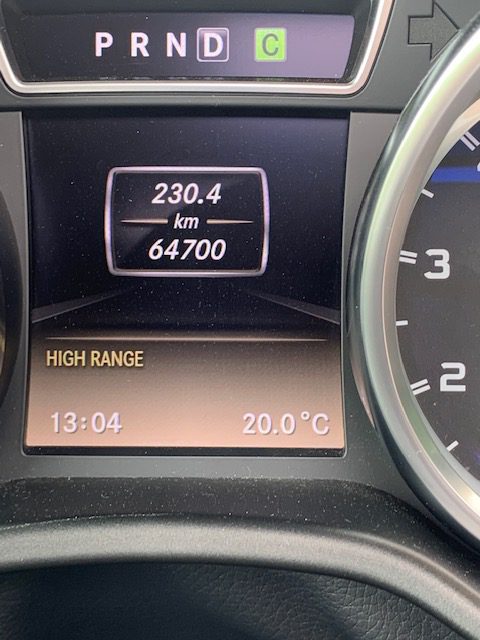 P R N D C
230.4
km
64700
HIGH RANGE
13:04 20.0°C
3
2